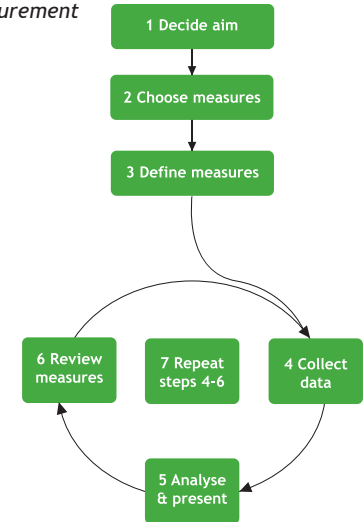 1 Decide aim
2 Choose measures
3 Define measures
6 Review
measures
7 Repeat
steps 4-6
4 Collect
data
5 Analyse
& present